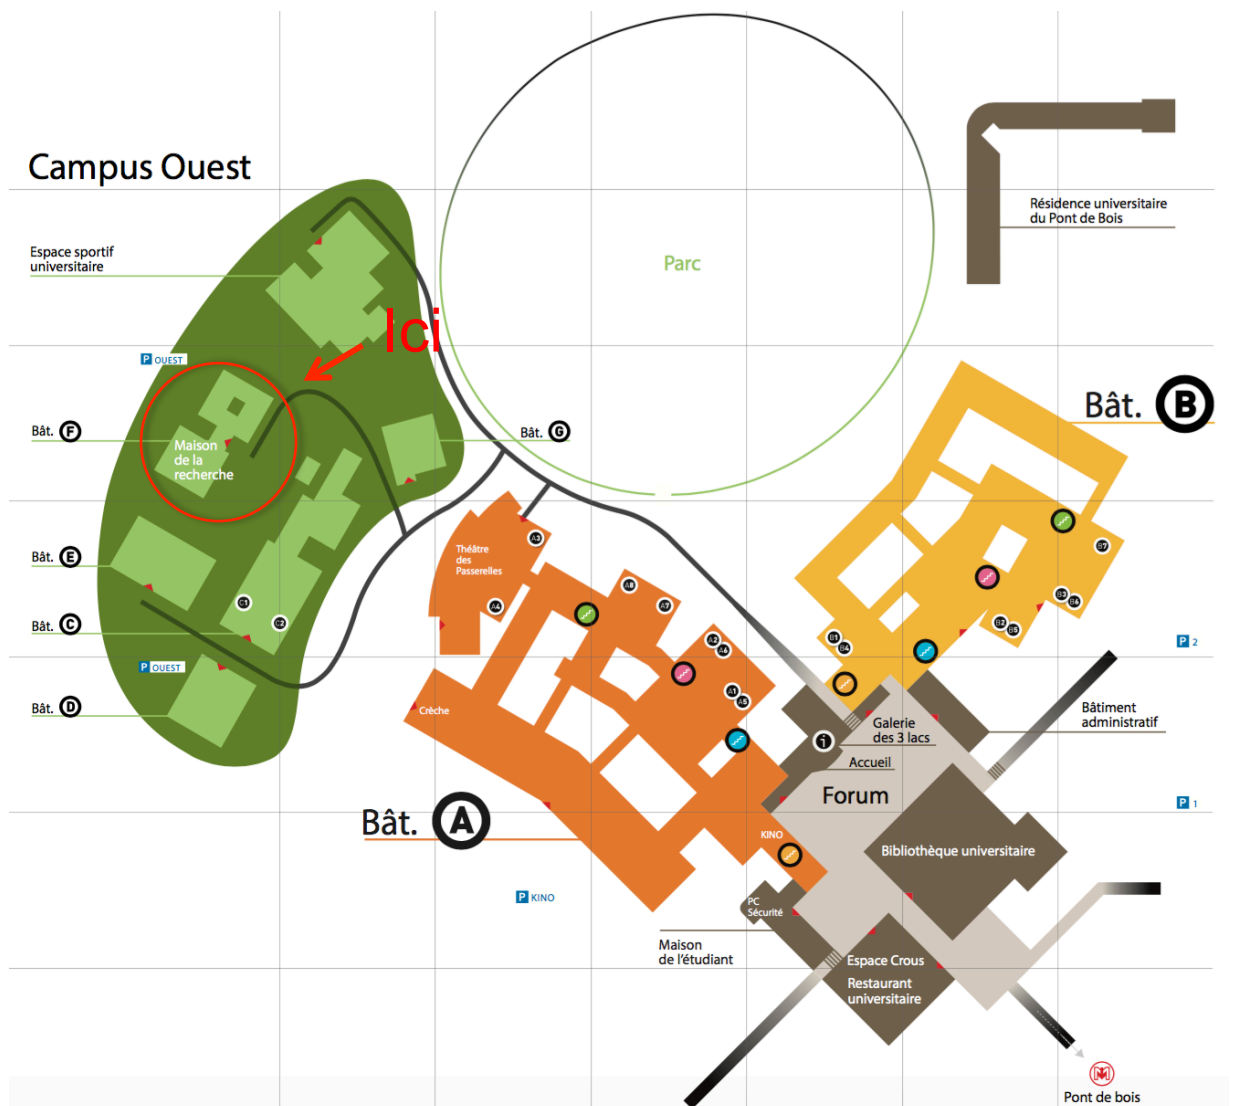 Campus Ouest
Résidence universitaire
du Pont de Bois
Espace sportif
universitaire
Parc
Ici
P OUEST
Bât. B
Bât. F
Maison
de la
recherche
Bât. G
Bât. E
Théâtre
des
Passerelles
A3
A4
A8
A7
B7
B3
B6
B2
B5
B1
B4
Bât. C
C1
C2
A2
A6
P 2
P OUEST
Bât. D
Crèche
A1
A5
Galerie
des 3 lacs
Bâtiment
administratif
i
Accueil
Forum
P 1
Bât. A
KINO
Bibliothèque universitaire
P KINO
PC
Sécurité
Maison
de l'étudiant
Espace Crous
Restaurant
universitaire
M
Pont de bois